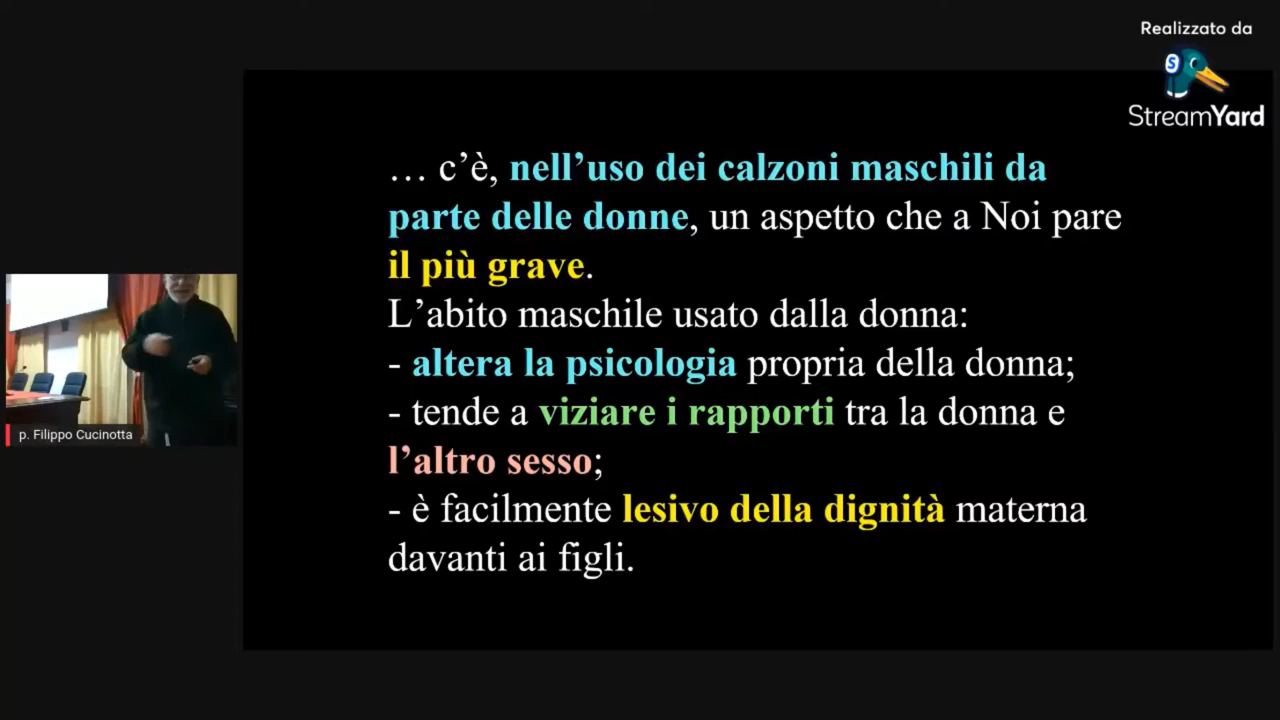 Realizzato da
StreamYard
… c’è, nell’uso dei calzoni maschili da
parte delle donne, un aspetto che a Noi pare
il più grave.
L’abito maschile usato dalla donna:
- altera la psicologia propria della donna;
- tende a viziare i rapporti tra la donna e
l’altro sesso;
- è facilmente lesivo della dignità materna
davanti ai figli.
p. Filippo Cucinotta